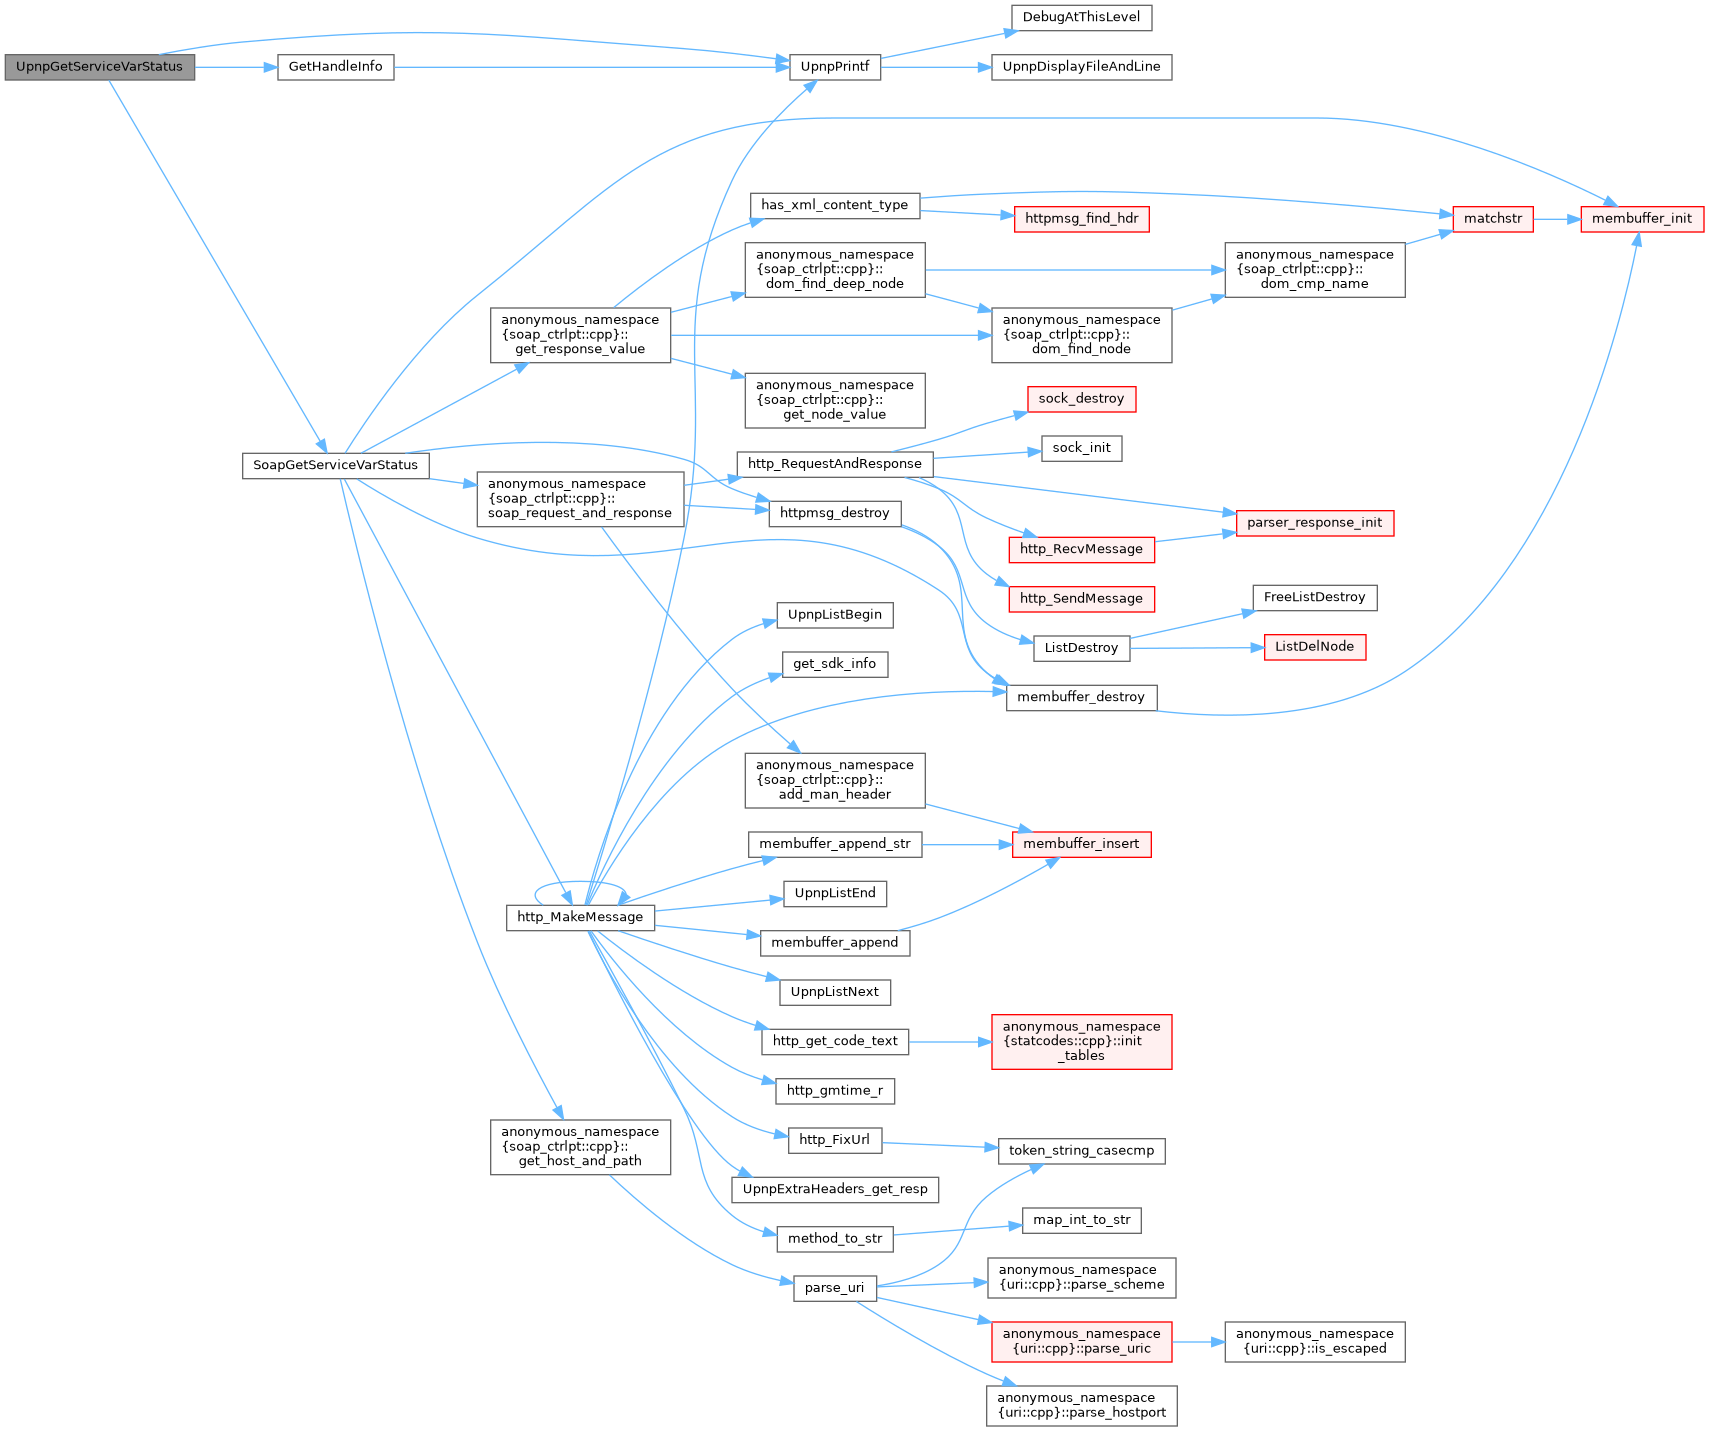 DebugAtThisLevel
UpnpGetServiceVarStatus
GetHandleInfo
UpnpPrintf
UpnpDisplayFileAndLine
has_xml_content_type
httpmsg_find_hdr
matchstr
membuffer_init
anonymous_namespace
{soap_ctrlpt::cpp}::
dom_find_deep_node
anonymous_namespace
{soap_ctrlpt::cpp}::
dom_cmp_name
anonymous_namespace
{soap_ctrlpt::cpp}::
get_response_value
anonymous_namespace
{soap_ctrlpt::cpp}::
dom_find_node
anonymous_namespace
{soap_ctrlpt::cpp}::
get_node_value
sock_destroy
sock_init
SoapGetServiceVarStatus
http_RequestAndResponse
anonymous_namespace
{soap_ctrlpt::cpp}::
soap_request_and_response
httpmsg_destroy
parser_response_init
http_RecvMessage
http_SendMessage
FreeListDestroy
UpnpListBegin
ListDestroy
ListDelNode
get_sdk_info
membuffer_destroy
anonymous_namespace
{soap_ctrlpt::cpp}::
add_man_header
membuffer_append_str
membuffer_insert
UpnpListEnd
http_MakeMessage
membuffer_append
UpnpListNext
http_get_code_text
anonymous_namespace
{statcodes::cpp}::init
_tables
http_gmtime_r
http_FixUrl
token_string_casecmp
anonymous_namespace
{soap_ctrlpt::cpp}::
get_host_and_path
UpnpExtraHeaders_get_resp
map_int_to_str
method_to_str
parse_uri
anonymous_namespace
{uri::cpp}::parse_scheme
anonymous_namespace
{uri::cpp}::parse_uric
anonymous_namespace
{uri::cpp}::is_escaped
anonymous_namespace
{uri::cpp}::parse_hostport